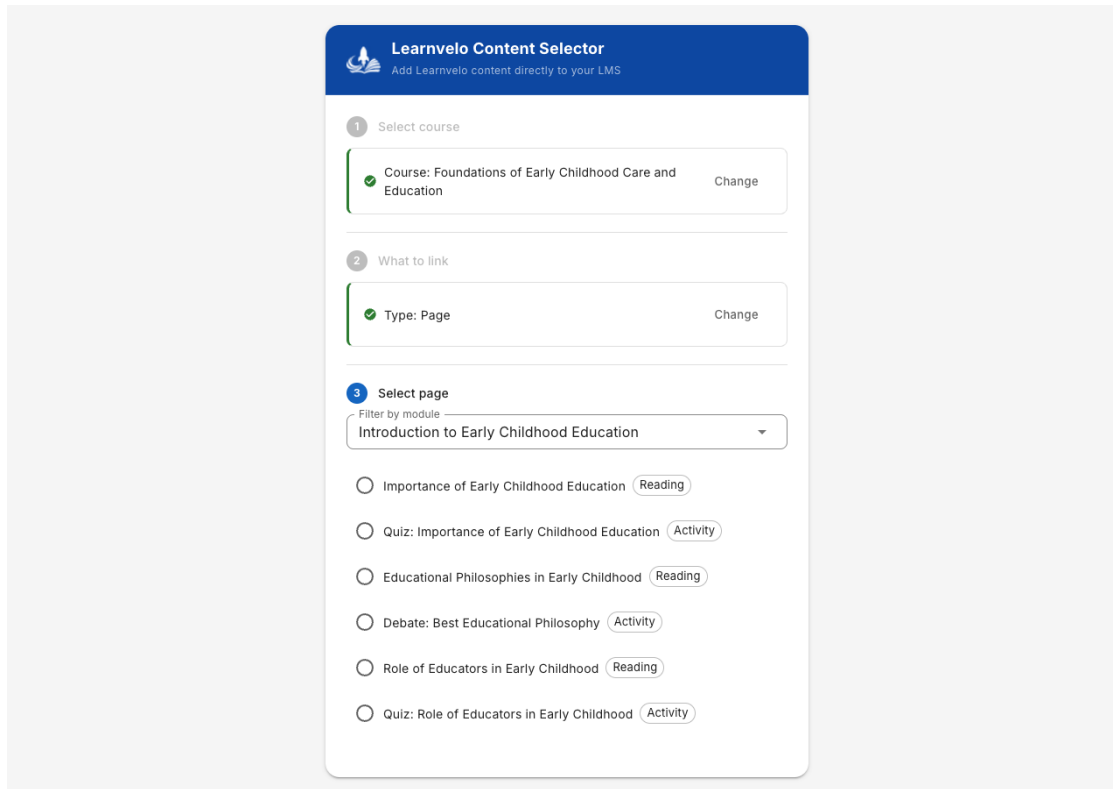 Learnvelo Content Selector
Add Learnvelo content directly to your LMS
1 Select course
Course: Foundations of Early Childhood Care and
Education
Change
2 What to link
Type: Page
Change
3 Select page
Filter by module
Introduction to Early Childhood Education
Importance of Early Childhood Education Reading
Quiz: Importance of Early Childhood Education Activity
Educational Philosophies in Early Childhood Reading
Debate: Best Educational Philosophy Activity
Role of Educators in Early Childhood Reading
Quiz: Role of Educators in Early Childhood Activity